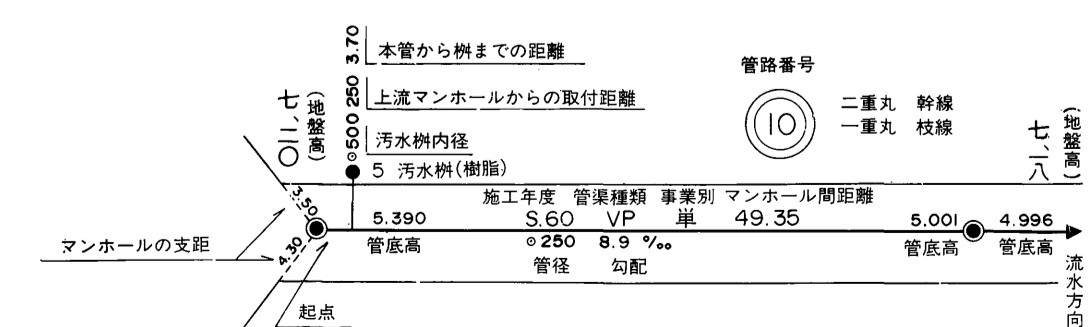 3.70
本管から桝までの距離
250
上流マンホールからの取付距離
⊙500
汚水桝内径
5 汚水桝(樹脂)
管路番号
10
二重丸 幹線
一重丸 枝線
(地盤高)
七、〇二一
(地盤高)
七、一八
施工年度 管渠種類 事業別 マンホール間距離
5.390 S.60 VP 単 49.35 5.001 4.996
管底高 ⊙250 8.9 ‰ 管底高 管底高
管径 勾配
3.50
4.30
マンホールの支距
起点
流水方向